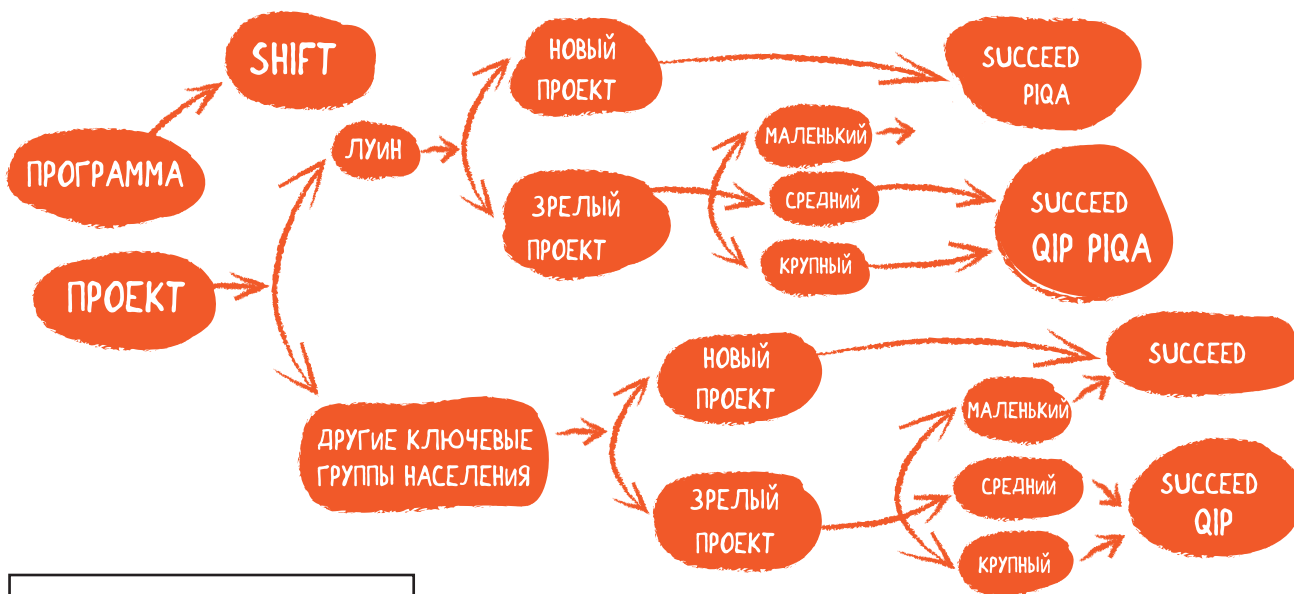 SHIFT
ПРОГРАММА
ПРОЕКТ
ЛУИН
НОВЫЙ
ПРОЕКТ
SUCCEED
PIQA
ЗРЕЛЫЙ
ПРОЕКТ
МАЛЕНЬКИЙ
СРЕДНИЙ
КРУПНЫЙ
SUCCEED
QIP PIQA
ДРУГИЕ КЛЮЧЕВЫЕ
ГРУППЫ НАСЕЛЕНИЯ
НОВЫЙ
ПРОЕКТ
SUCCEED
ЗРЕЛЫЙ
ПРОЕКТ
МАЛЕНЬКИЙ
СРЕДНИЙ
КРУПНЫЙ
SUCCEED
QIP